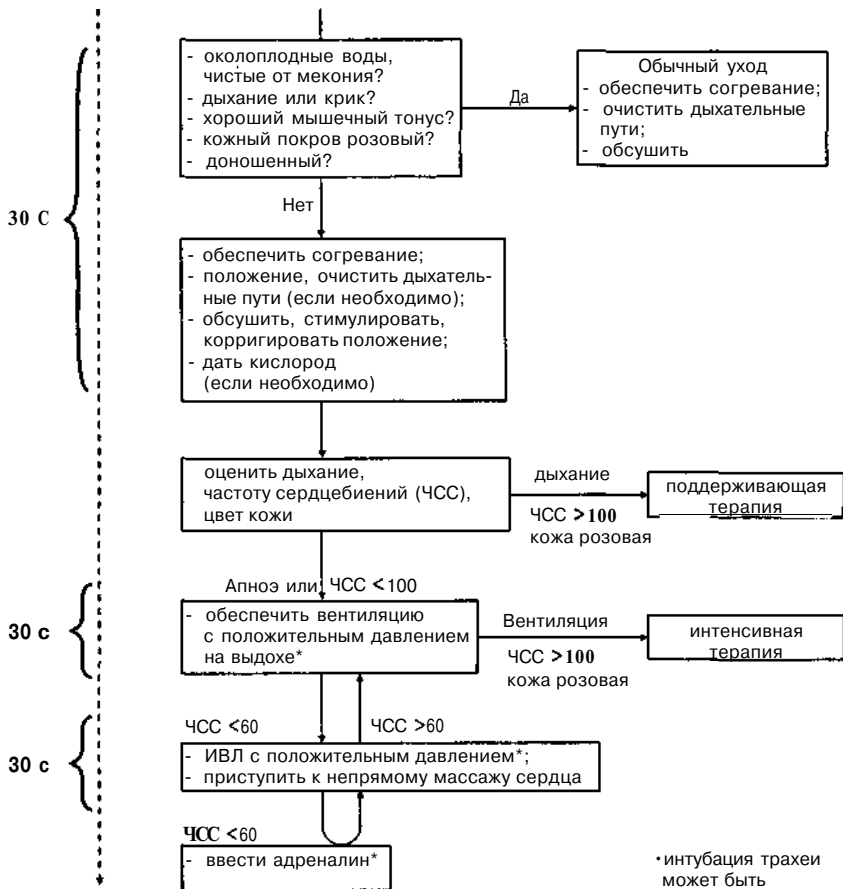 - околоплодные воды,
чистые от мекония?
- дыхание или крик?
- хороший мышечный тонус?
- кожный покров розовый?
- доношенный?
Да
Обычный уход
- обеспечить согревание;
- очистить дыхательные
пути;
- обсушить
Нет
30 С
- обеспечить согревание;
- положение, очистить дыхатель-
ные пути (если необходимо);
- обсушить, стимулировать,
корригировать положение;
- дать кислород
(если необходимо)
оценить дыхание,
частоту сердцебиений (ЧСС),
цвет кожи
дыхание
ЧСС >100
кожа розовая
поддерживающая
терапия
Апноэ или ЧСС <100
30 с
- обеспечить вентиляцию
с положительным давлением
на выдохе*
Вентиляция
ЧСС >100
кожа розовая
интенсивная
терапия
ЧСС <60
ЧСС >60
30 с
- ИВЛ с положительным давлением*;
- приступить к непрямому массажу сердца
ЧСС <60
- ввести адреналин*
•интубация трахеи
может быть